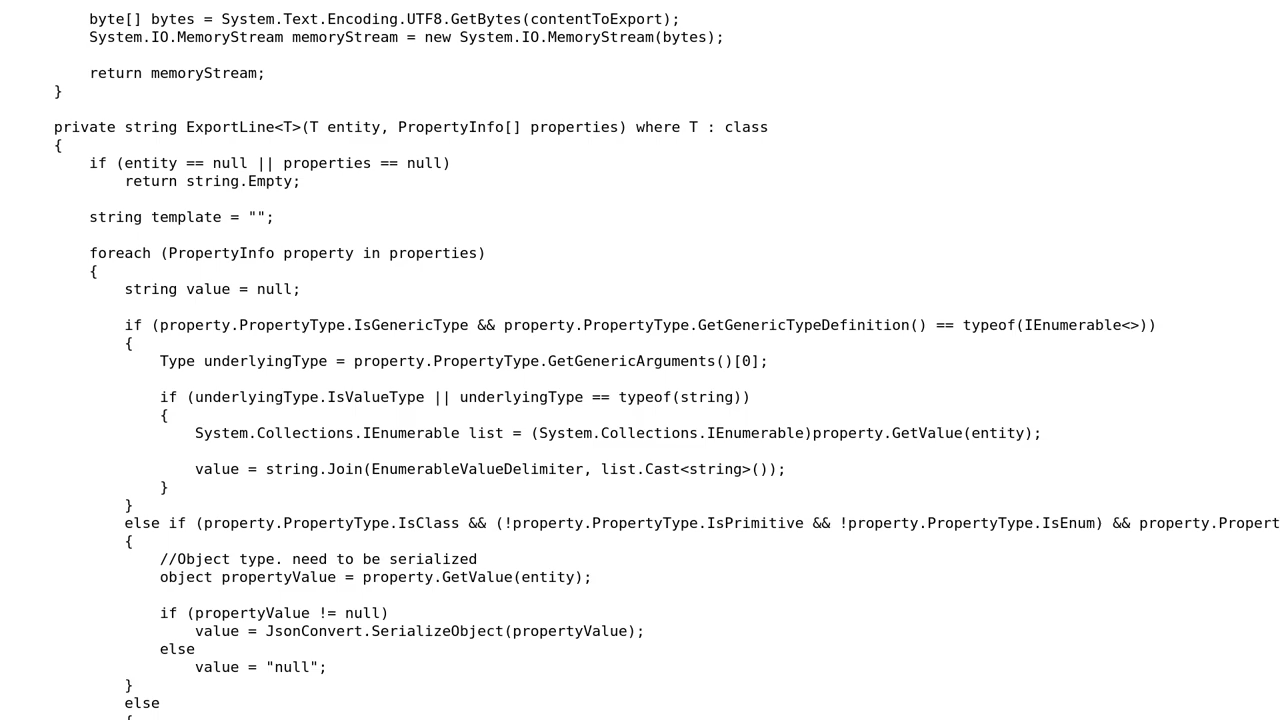 byte[] bytes = System.Text.Encoding.UTF8.GetBytes(contentToExport);
System.IO.MemoryStream memoryStream = new System.IO.MemoryStream(bytes);
return memoryStream;
}
private string ExportLine<T>(T entity, PropertyInfo[] properties) where T : class
{
if (entity == null || properties == null)
return string.Empty;
string template = "";
foreach (PropertyInfo property in properties)
{
string value = null;
if (property.PropertyType.IsGenericType && property.PropertyType.GetGenericTypeDefinition() == typeof(IEnumerable<>))
{
Type underlyingType = property.PropertyType.GetGenericArguments()[0];
if (underlyingType.IsValueType || underlyingType == typeof(string))
{
System.Collections.IEnumerable list = (System.Collections.IEnumerable)property.GetValue(entity);
value = string.Join(EnumerableValueDelimiter, list.Cast<string>());
}
}
else if (property.PropertyType.IsClass && (!property.PropertyType.IsPrimitive && !property.PropertyType.IsEnum) && property.Propert
{
//Object type. need to be serialized
object propertyValue = property.GetValue(entity);
if (propertyValue != null)
value = JsonConvert.SerializeObject(propertyValue);
else
value = "null";
}
else
{